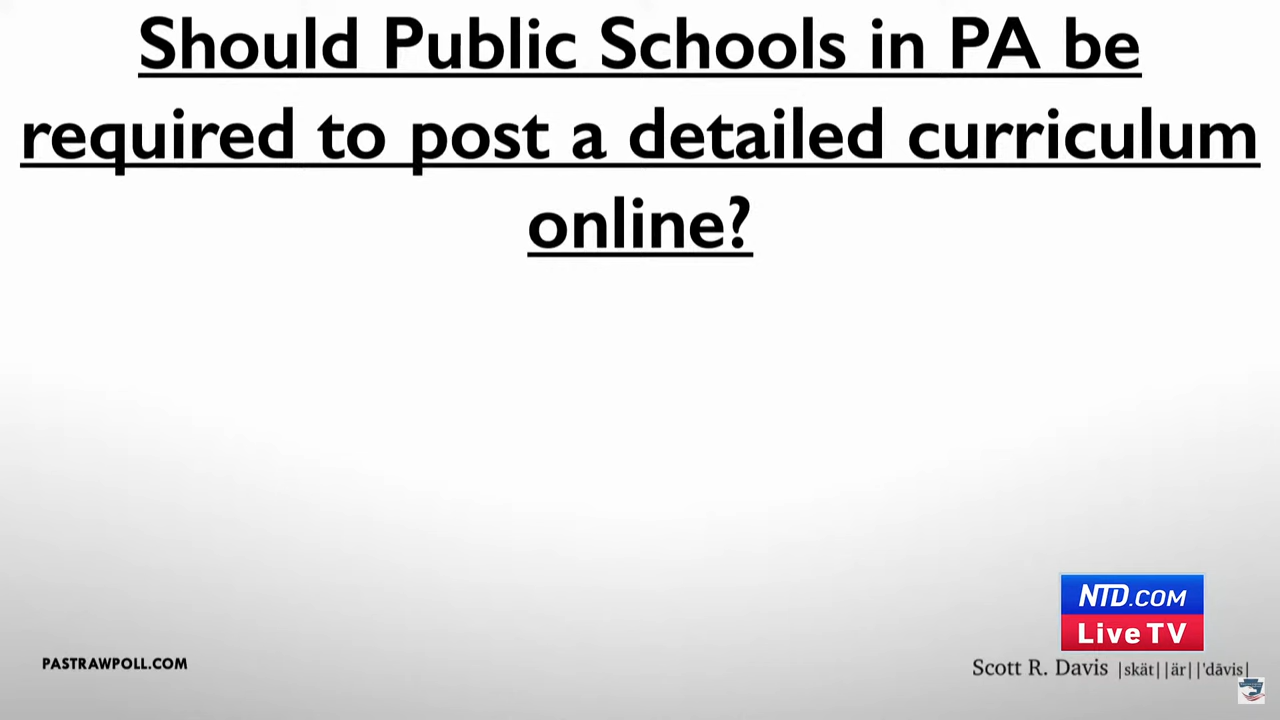 Should Public Schools in PA be
required to post a detailed curriculum
online?
NTD.COM
Live TV
PASTRAWPOLL.COM
Scott R. Davis |skät||är||'dāvis|